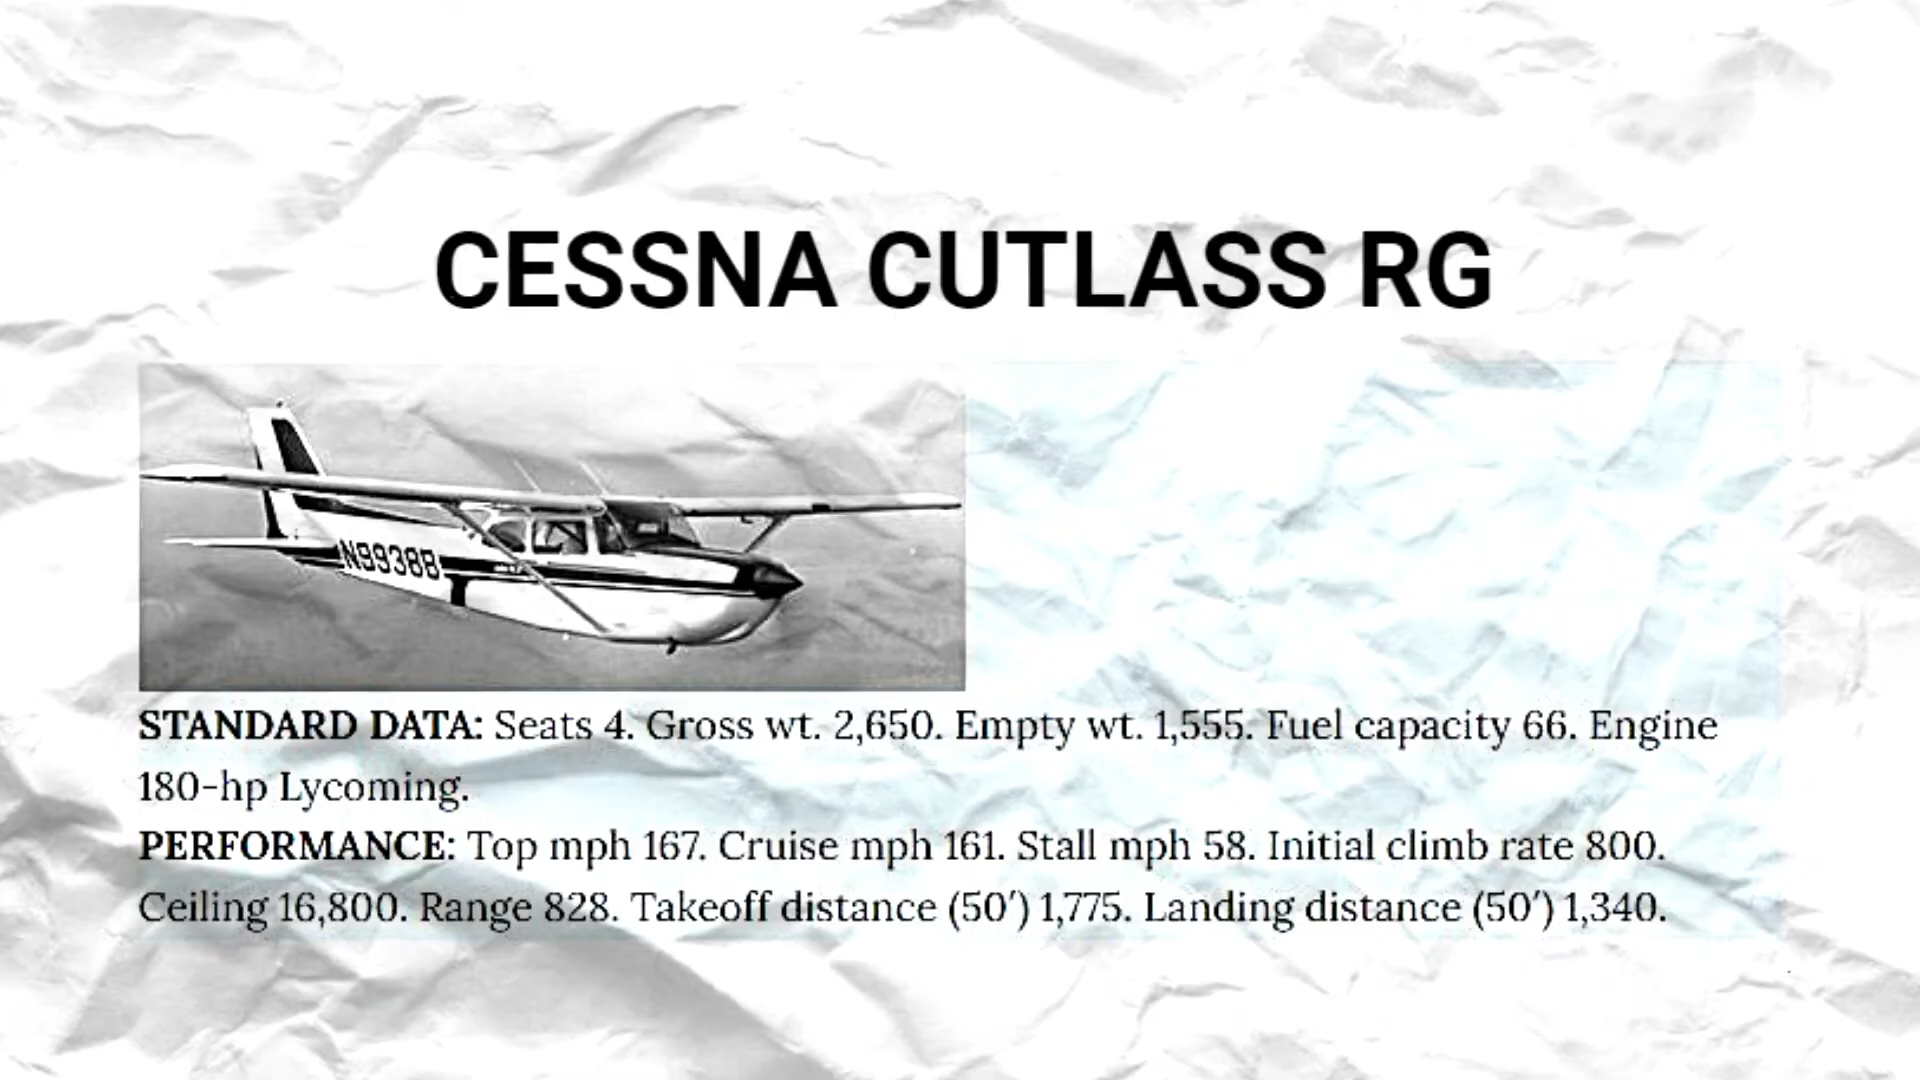 CESSNA CUTLASS RG
N9938B
STANDARD DATA: Seats 4. Gross wt. 2,650. Empty wt. 1,555. Fuel capacity 66. Engine
180-hp Lycoming.
PERFORMANCE: Top mph 167. Cruise mph 161. Stall mph 58. Initial climb rate 800.
Ceiling 16,800. Range 828. Takeoff distance (50′) 1,775. Landing distance (50′) 1,340.